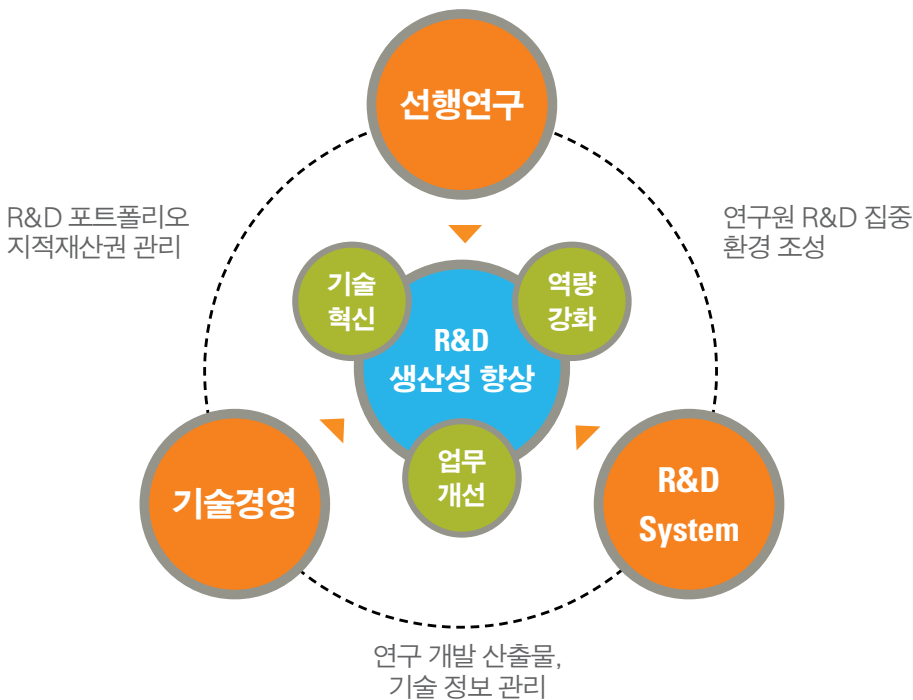 선행연구
R&D 포트폴리오
지적재산권 관리
연구원 R&D 집중
환경 조성
기술
혁신
역량
강화
R&D
생산성 향상
업무
개선
기술경영
R&D
System
연구 개발 산출물,
기술 정보 관리